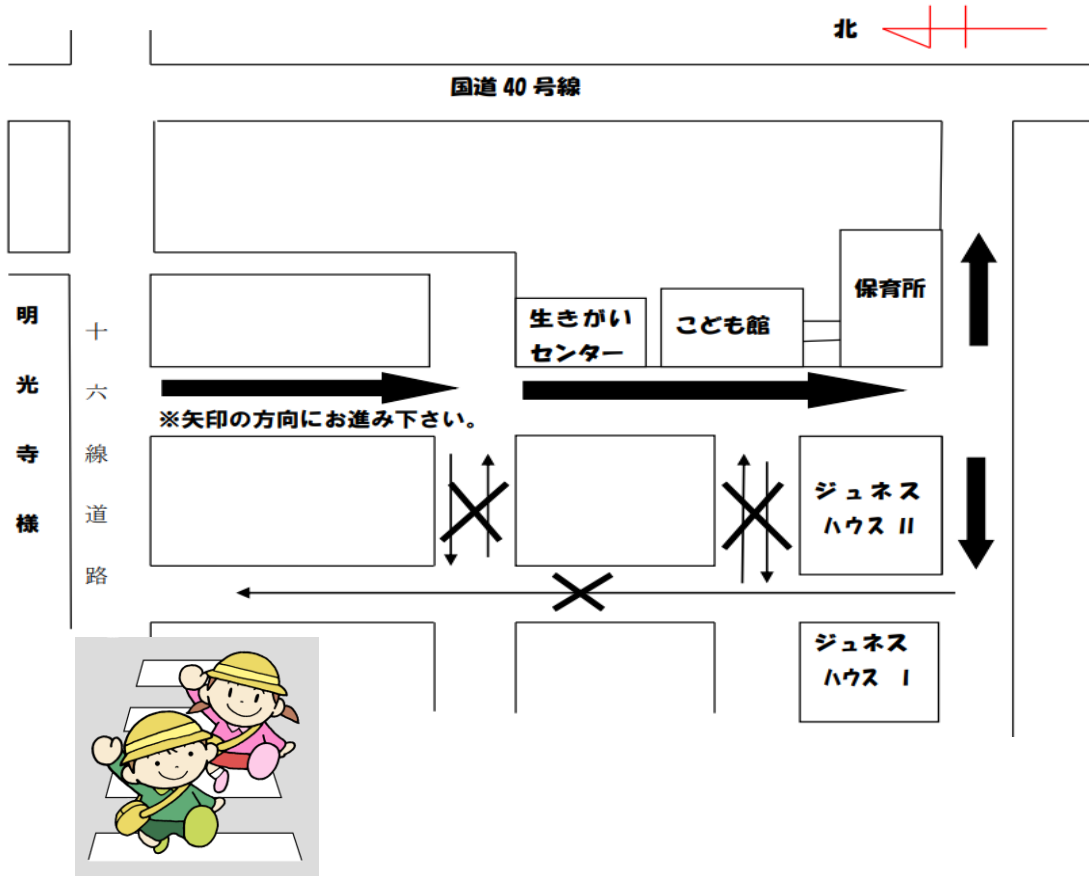 北
国道40号線
明光寺様
十六線道路
生きがい
センター
こども館
保育所
※矢印の方向にお進み下さい。
ジュネス
ハウスⅡ
ジュネス
ハウス Ⅰ